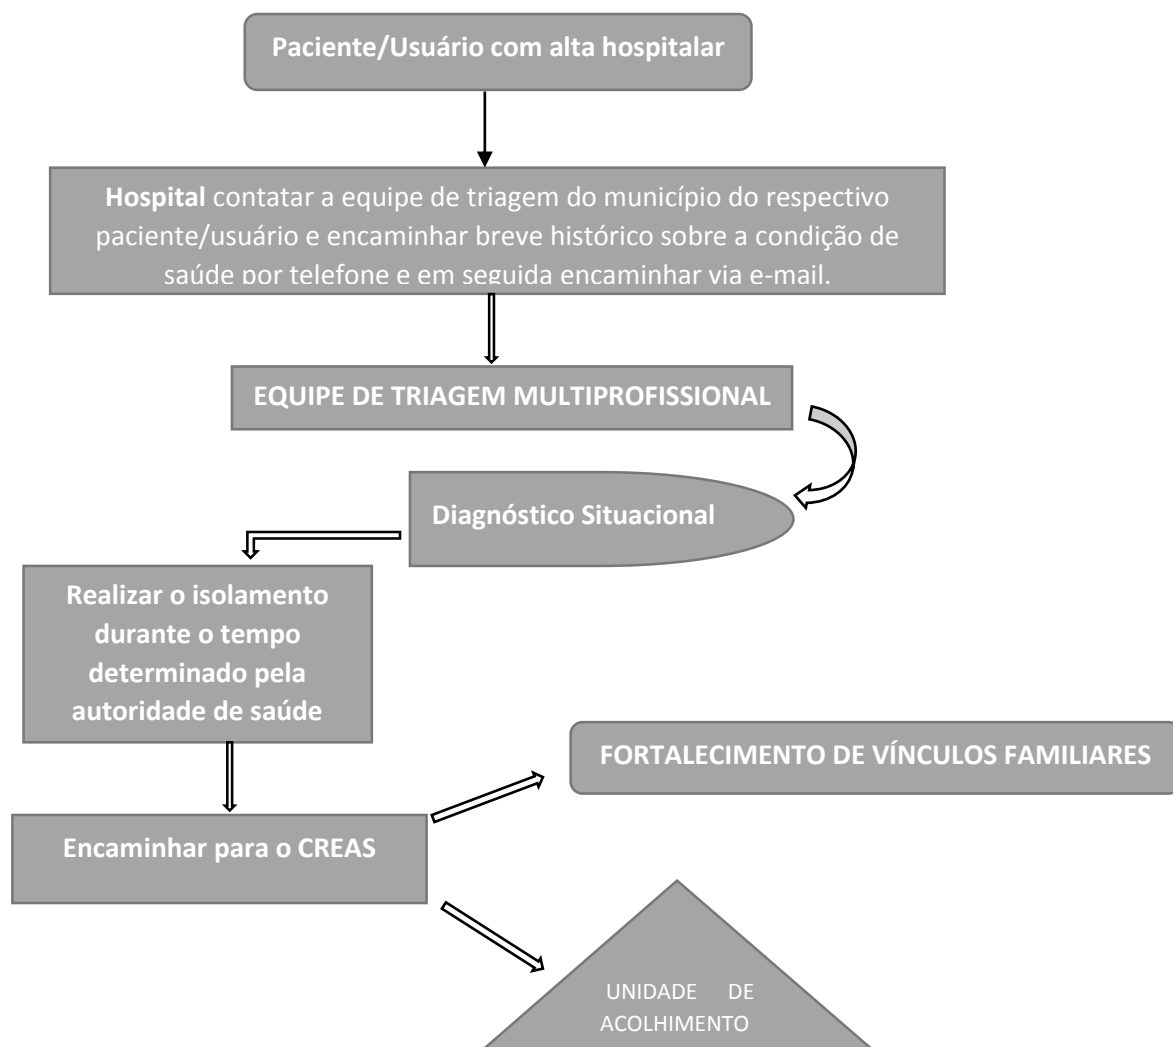 Paciente/Usuário com alta hospitalar
Hospital contatar a equipe de triagem do município do respectivo
paciente/usuário e encaminhar breve histórico sobre a condição de
saúde por telefone e em seguida encaminhar via e-mail.
EQUIPE DE TRIAGEM MULTIPROFISSIONAL
Diagnóstico Situacional
Realizar o isolamento
durante o tempo
determinado pela
autoridade de saúde
FORTALECIMENTO DE VÍNCULOS FAMILIARES
Encaminhar para o CREAS
UNIDADE DE
ACOLHIMENTO